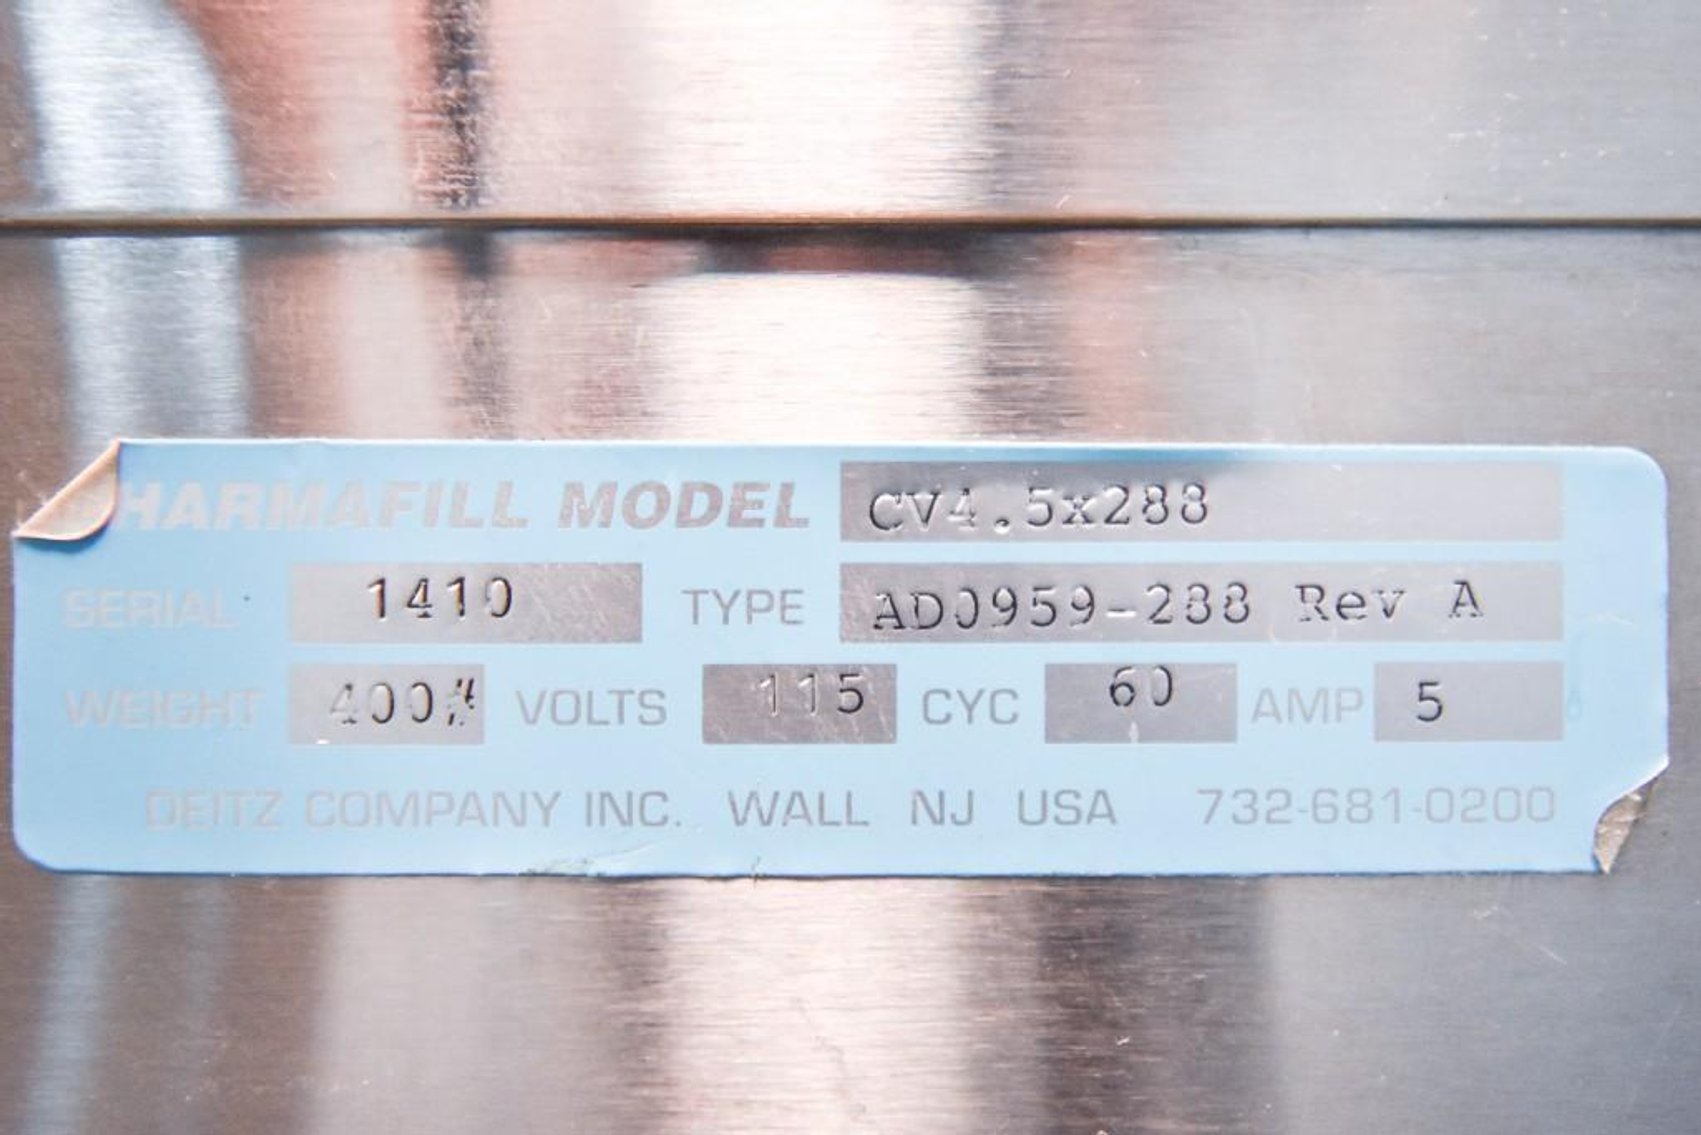 HARMAFILL MODEL CV4.5x288
SERIAL 1410 TYPE AD0959-288 Rev A
WEIGHT 400# VOLTS 115 CYC 60 AMP 5
DEITZ COMPANY INC. WALL NJ USA 732-681-0200